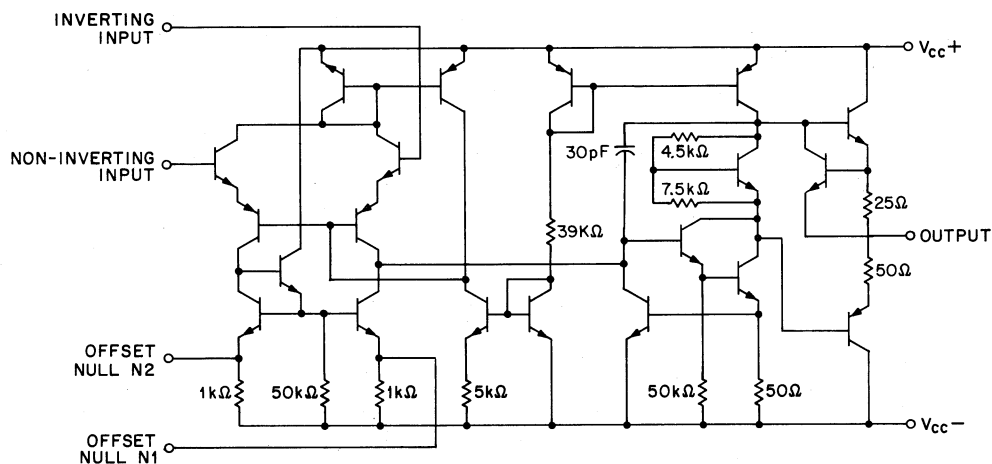 INVERTING
INPUT
VCC+
NON-INVERTING
INPUT
30pF
4.5kΩ
7.5kΩ
25Ω
39KΩ
OUTPUT
50Ω
OFFSET
NULL N2
1kΩ
50kΩ
1kΩ
5kΩ
50kΩ
50Ω
VCC−
OFFSET
NULL N1